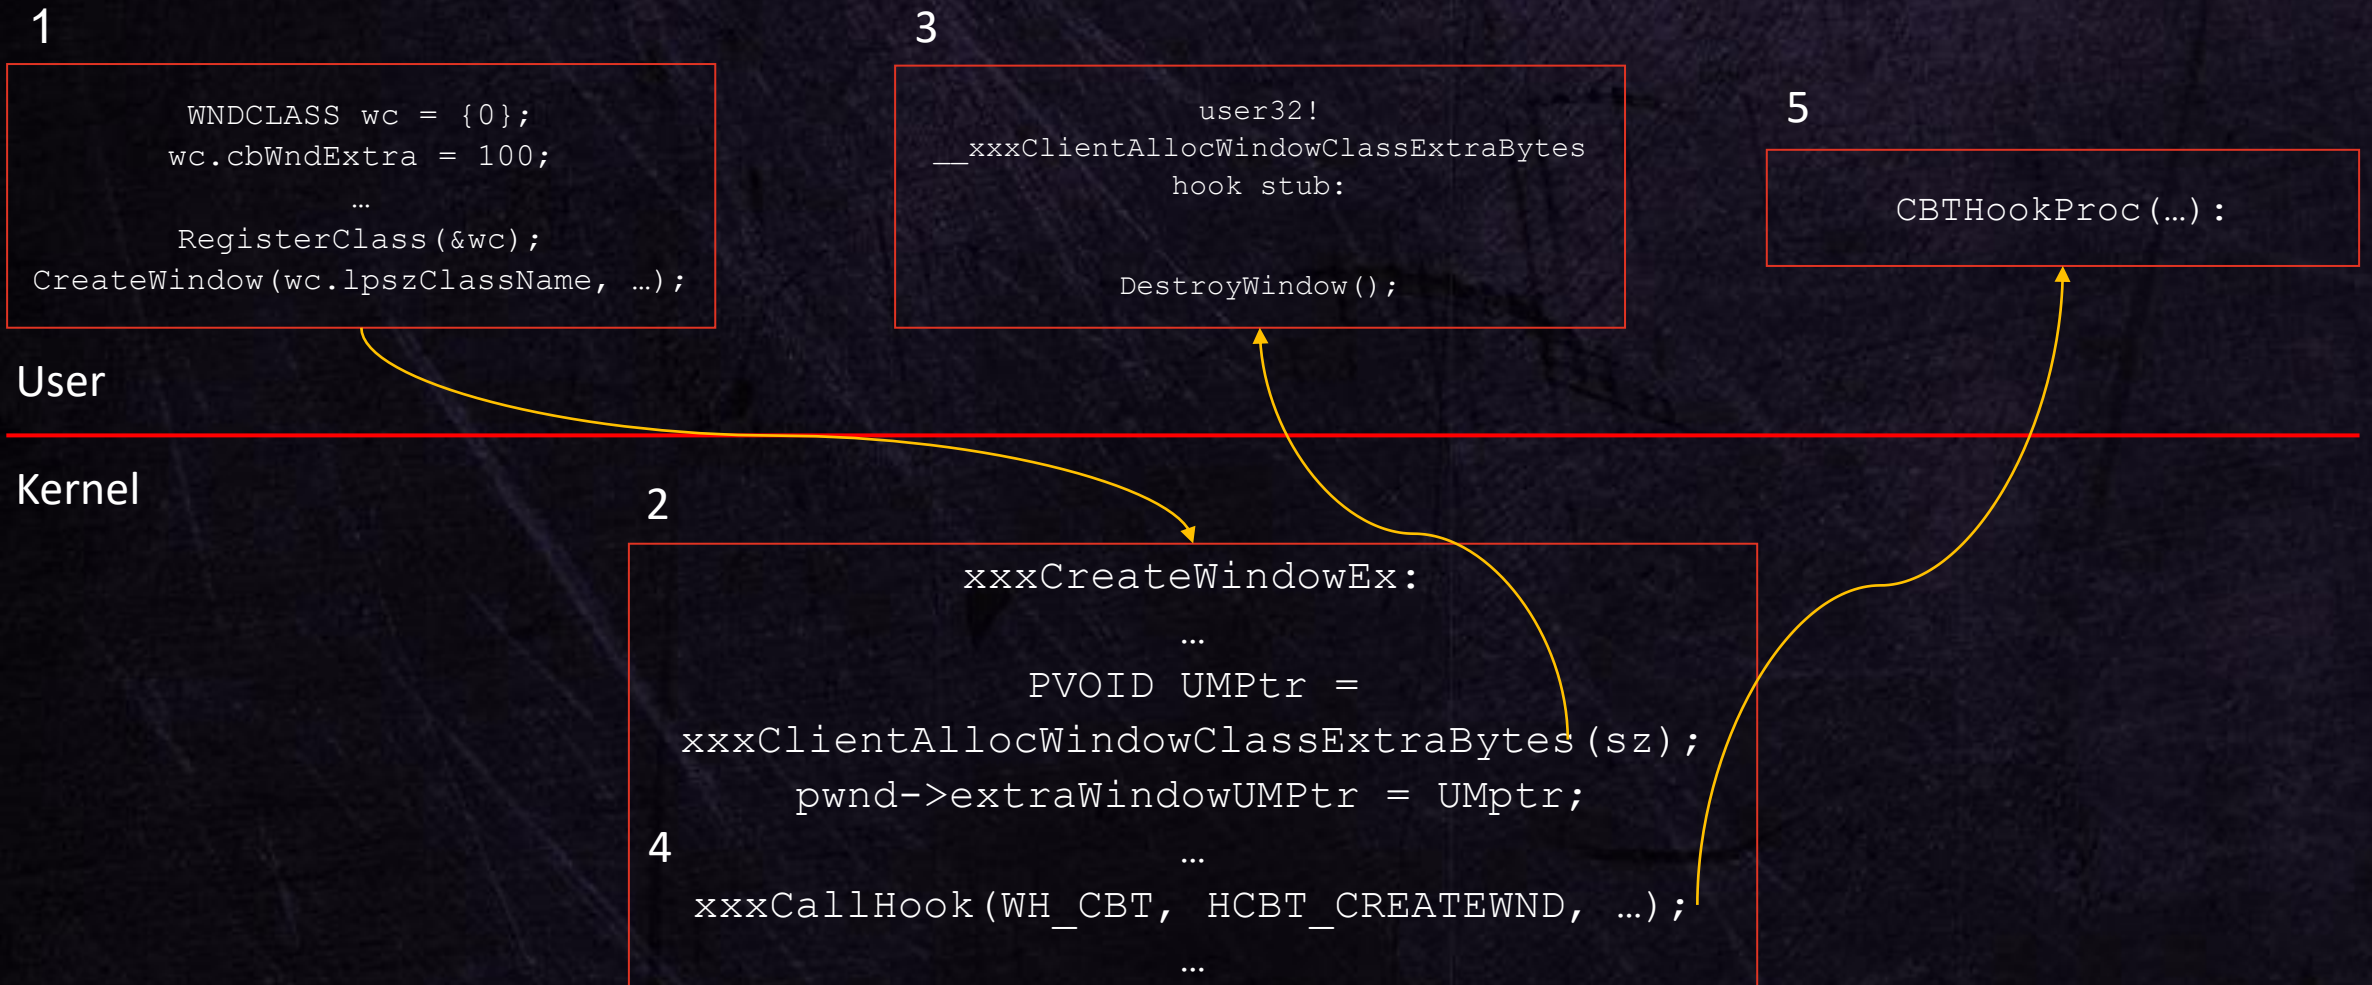 1
WNDCLASS wc = {0};
wc.cbWndExtra = 100;
…
RegisterClass(&wc);
CreateWindow(wc.lpszClassName, …);
3
user32!
__xxxClientAllocWindowClassExtraBytes
hook stub:
DestroyWindow();
5
CBTHookProc(…):
User
Kernel
2
xxxCreateWindowEx:
…
PVOID UMPtr =
xxxClientAllocWindowClassExtraBytes(sz);
pwnd->extraWindowUMPtr = UMptr;
4
…
xxxCallHook(WH_CBT, HCBT_CREATEWND, …);
…